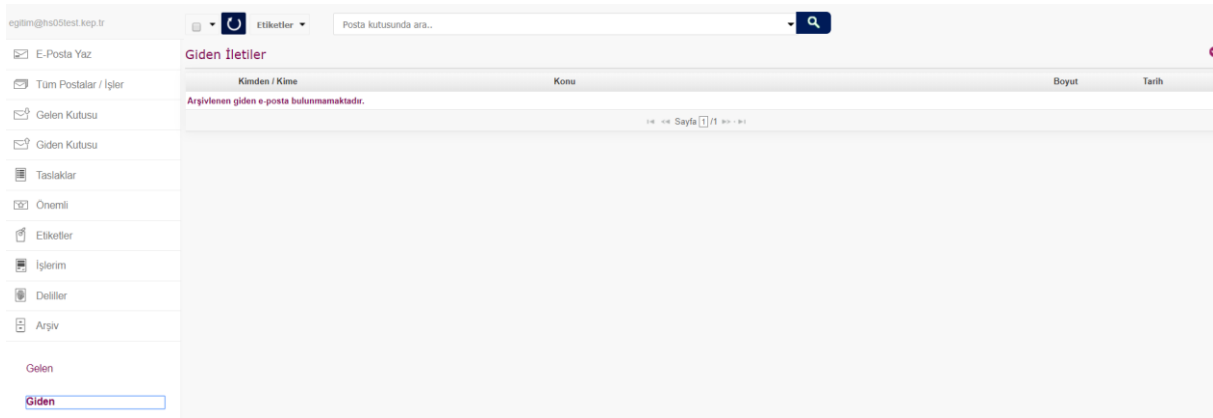 egitim@hs05test.kep.tr
Etiketler
Posta kutusunda ara..
E-Posta Yaz
Tüm Postalar / İşler
Gelen Kutusu
Giden Kutusu
Taslaklar
Önemli
Etiketler
İşlerim
Deliller
Arşiv
Gelen
Giden
Giden İletiler
Kimden / Kime Konu Boyut Tarih
Arşivlenen giden e-posta bulunmamaktadır.
Sayfa 1 /1